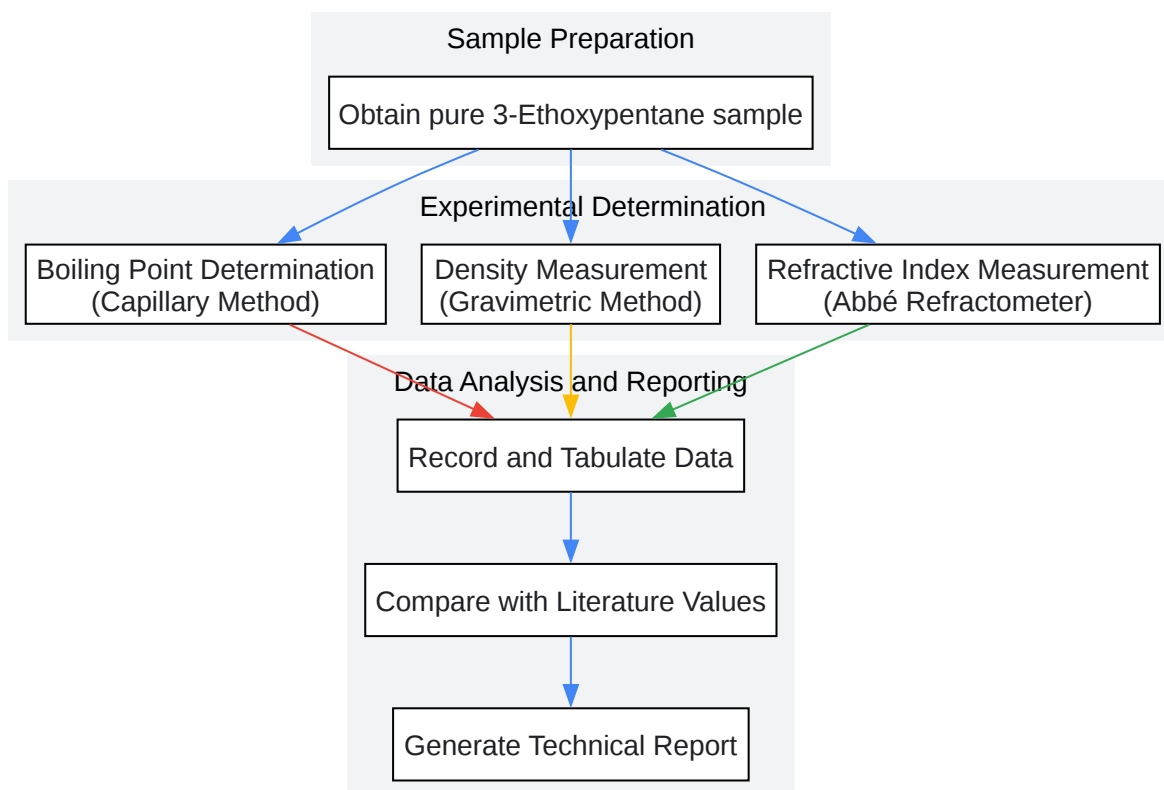 Sample Preparation
Obtain pure 3-Ethoxypentane sample
Experimental Determination
Boiling Point Determination
(Capillary Method)
Density Measurement
(Gravimetric Method)
Refractive Index Measurement
(Abbé Refractometer)
Data Analysis and Reporting
Record and Tabulate Data
Compare with Literature Values
Generate Technical Report